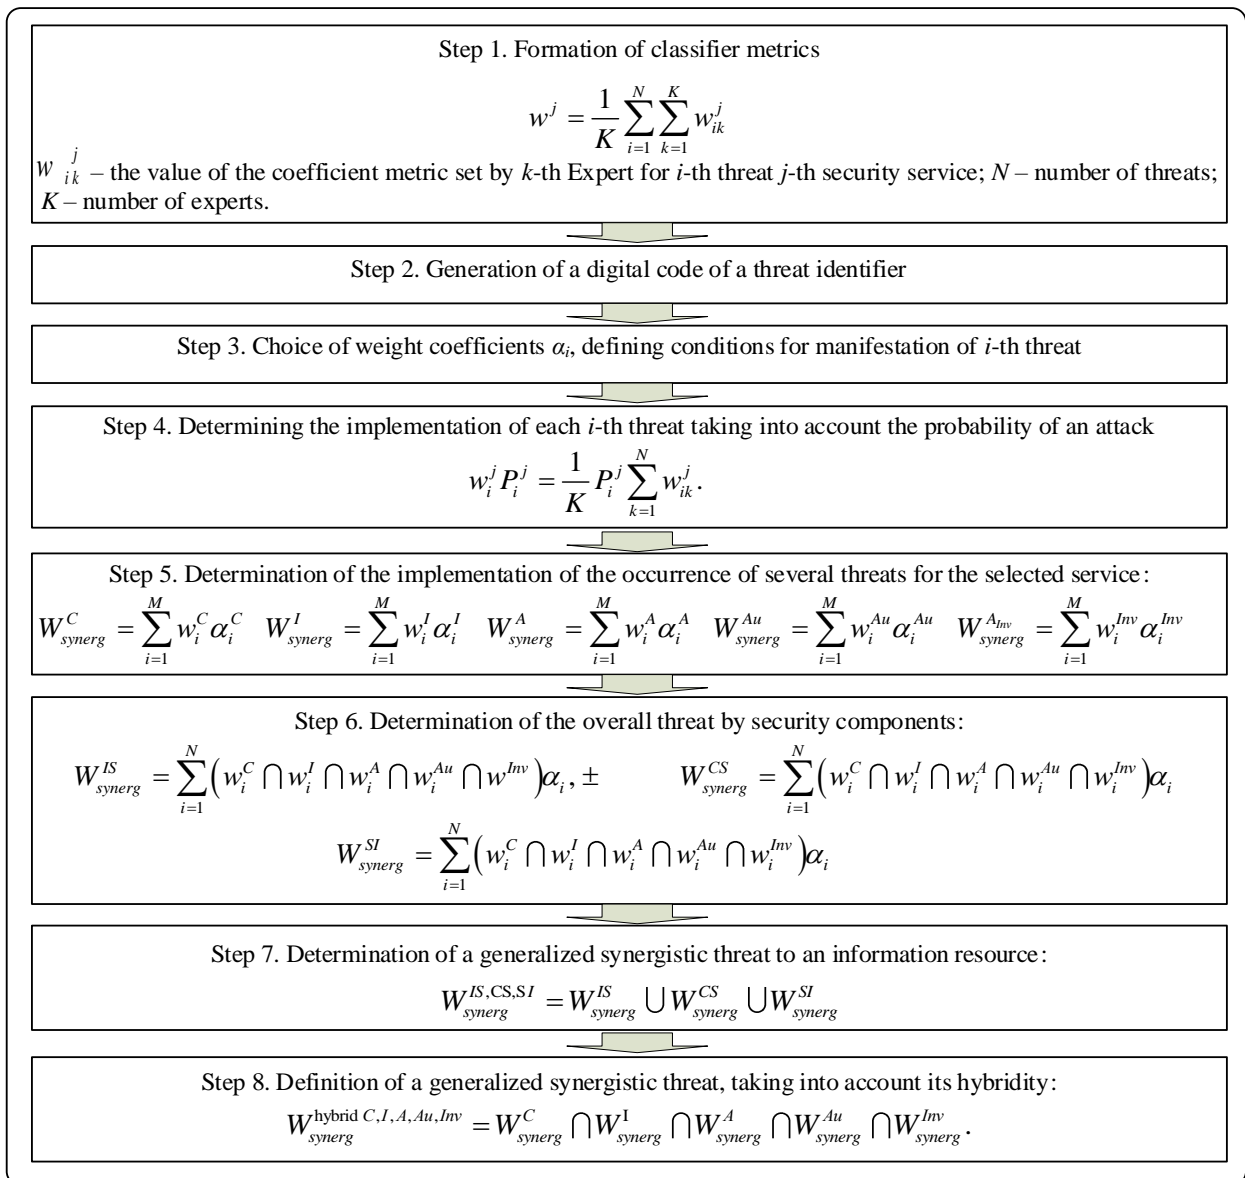 Step 1. Formation of classifier metrics
w^j = \frac{1}{K} \sum_{i=1}^{N} \sum_{k=1}^{K} w_{ik}^j
w_{ik}^j – the value of the coefficient metric set by k-th Expert for i-th threat j-th security service; N – number of threats;
K – number of experts.
Step 2. Generation of a digital code of a threat identifier
Step 3. Choice of weight coefficients α_i, defining conditions for manifestation of i-th threat
Step 4. Determining the implementation of each i-th threat taking into account the probability of an attack
w_i^j P_i^j = \frac{1}{K} P_i^j \sum_{k=1}^{N} w_{ik}^j.
Step 5. Determination of the implementation of the occurrence of several threats for the selected service:
W_{synerg}^{C} = \sum_{i=1}^{M} w_i^C α_i^C W_{synerg}^{I} = \sum_{i=1}^{M} w_i^I α_i^I W_{synerg}^{A} = \sum_{i=1}^{M} w_i^A α_i^A W_{synerg}^{Au} = \sum_{i=1}^{M} w_i^{Au} α_i^{Au} W_{synerg}^{A_{Inv}} = \sum_{i=1}^{M} w_i^{Inv} α_i^{Inv}
Step 6. Determination of the overall threat by security components:
W_{synerg}^{IS} = \sum_{i=1}^{N} (w_i^C ⋂ w_i^I ⋂ w_i^A ⋂ w_i^{Au} ⋂ w^{Inv}) α_i, ± W_{synerg}^{CS} = \sum_{i=1}^{N} (w_i^C ⋂ w_i^I ⋂ w_i^A ⋂ w_i^{Au} ⋂ w_i^{Inv}) α_i
W_{synerg}^{SI} = \sum_{i=1}^{N} (w_i^C ⋂ w_i^I ⋂ w_i^A ⋂ w_i^{Au} ⋂ w_i^{Inv}) α_i
Step 7. Determination of a generalized synergistic threat to an information resource:
W_{synerg}^{IS,CS,SI} = W_{synerg}^{IS} ⋃ W_{synerg}^{CS} ⋃ W_{synerg}^{SI}
Step 8. Definition of a generalized synergistic threat, taking into account its hybridity:
W_{synerg}^{hybrid C,I,A,Au,Inv} = W_{synerg}^{C} ⋂ W_{synerg}^{I} ⋂ W_{synerg}^{A} ⋂ W_{synerg}^{Au} ⋂ W_{synerg}^{Inv}.